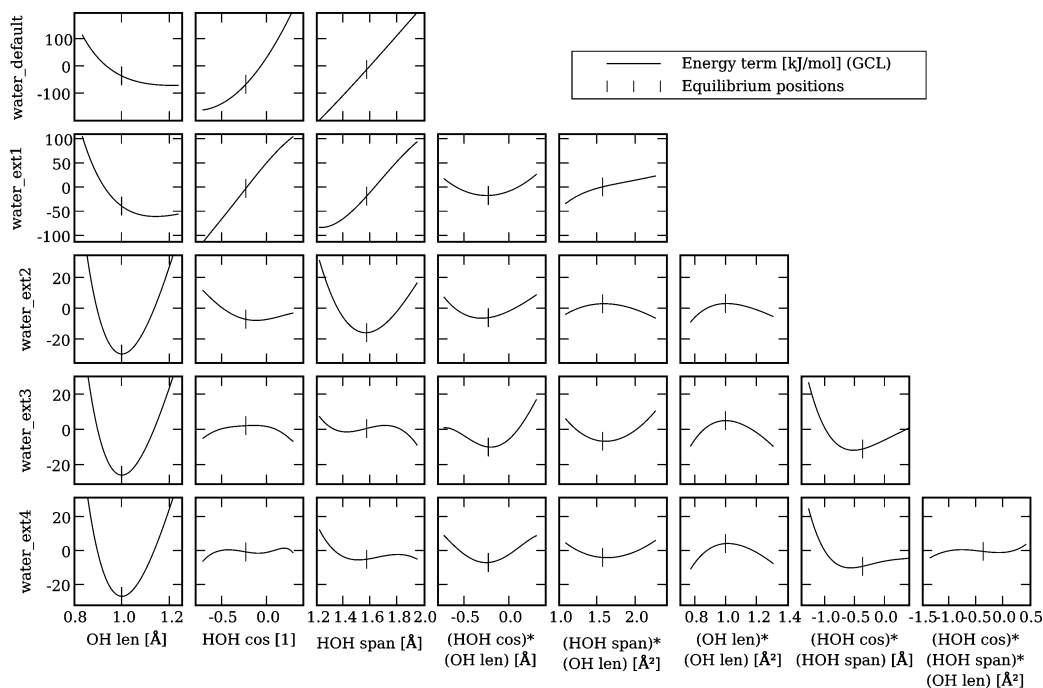 water_default
100
0
-100
Energy term [kJ/mol] (GCL)
Equilibrium positions
water_ext1
100
50
0
-50
-100
water_ext2
20
0
-20
water_ext3
20
0
-20
water_ext4
20
0
-20
0.8 1.0 1.2
-0.5 0.0
1.2 1.4 1.6 1.8 2.0
-0.5 0.0
1.0 1.5 2.0
0.8 1.0 1.2 1.4
-1.0 -0.5 0.0
-1.5 -1.0 -0.5 0.0 0.5
OH len [Å]
HOH cos [1]
HOH span [Å]
(HOH cos)*
(OH len) [Å]
(HOH span)*
(OH len) [Å²]
(OH len)*
(OH len) [Å²]
(HOH cos)*
(HOH span) [Å]
(HOH cos)*
(HOH span)*
(OH len) [Å²]